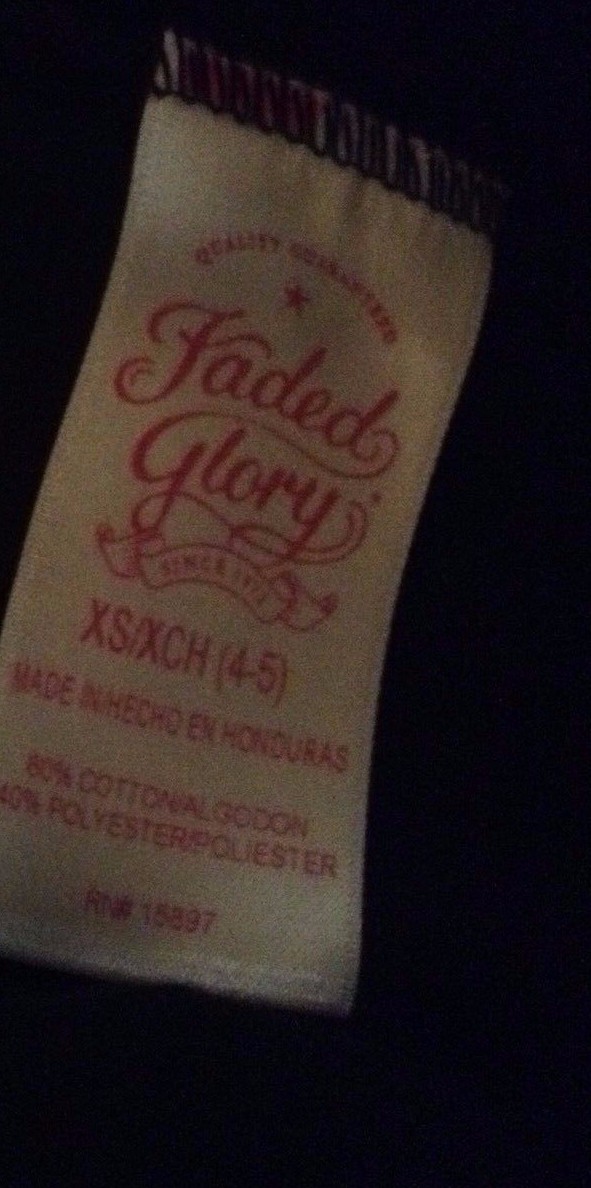 QUALITY GUARANTEED
Faded
Glory
SINCE 1972
XS/XCH (4-5)
MADE IN/HECHO EN HONDURAS
60% COTTON/ALGODON
40% POLYESTER/POLIESTER
RN# 15897